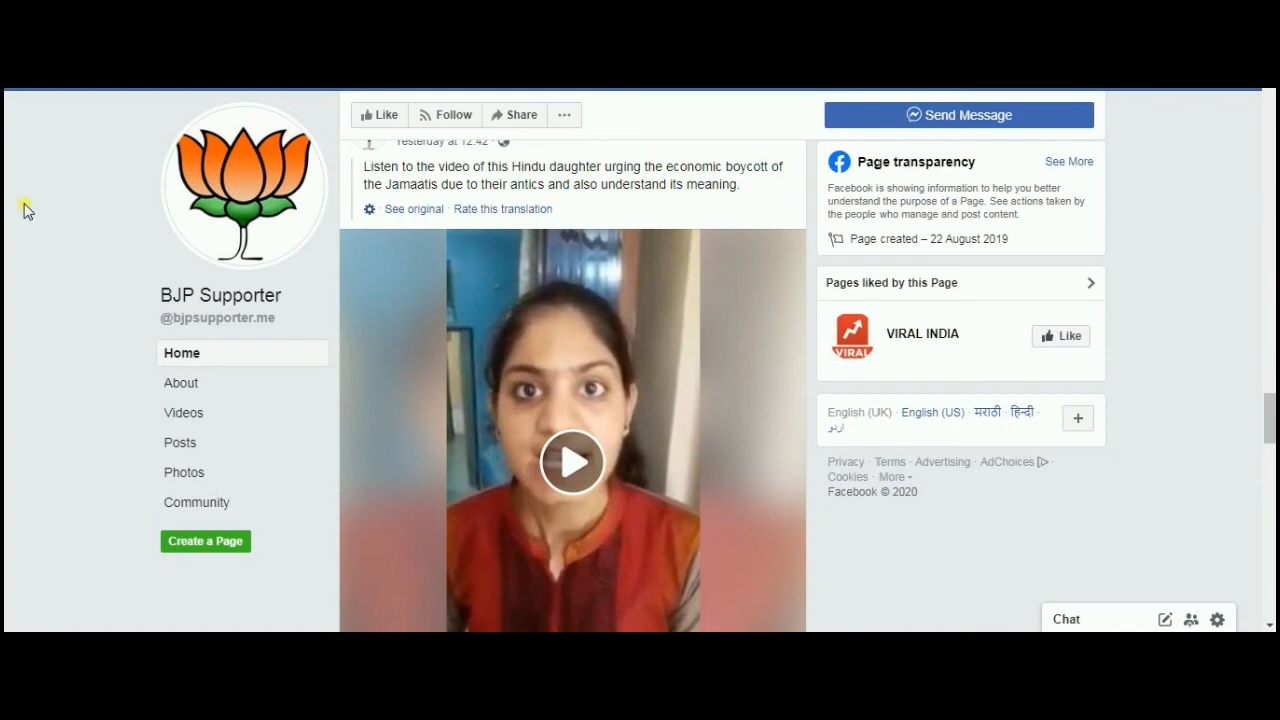 Like
Follow
Share
Send Message
Yesterday at 12:42
Listen to the video of this Hindu daughter urging the economic boycott of
the Jamaatis due to their antics and also understand its meaning.
See original · Rate this translation
BJP Supporter
@bjpsupporter.me
Home
About
Videos
Posts
Photos
Community
Create a Page
Page transparency
See More
Facebook is showing information to help you better
understand the purpose of a Page. See actions taken
by the people who manage and post content.
Page created – 22 August 2019
Pages liked by this Page
VIRAL
VIRAL INDIA
Like
English (UK) · English (US) · मराठी · हिन्दी ·
اردو
Privacy · Terms · Advertising · AdChoices ·
Cookies · More
Facebook © 2020
Chat